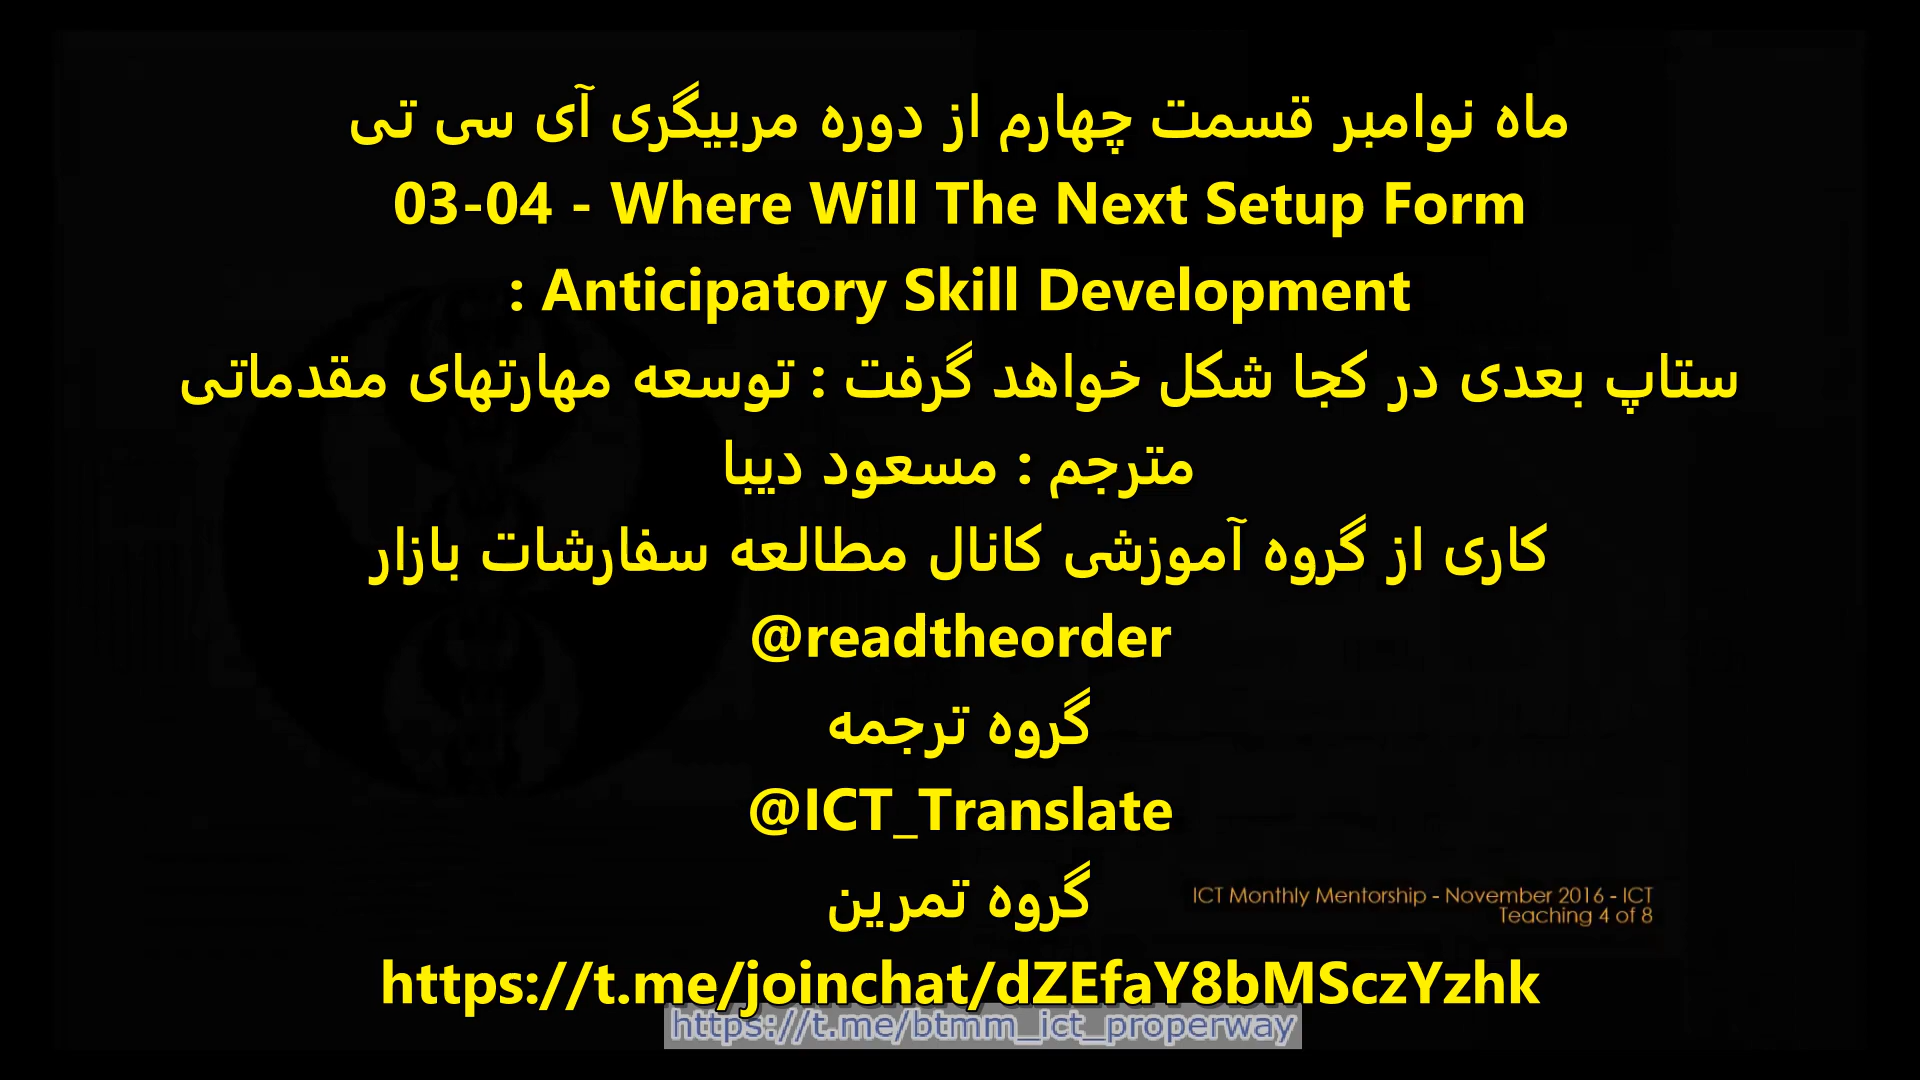 ماه نوامبر قسمت چهارم از دوره مربیگری آی سی تی
03-04 - Where Will The Next Setup Form
: Anticipatory Skill Development
ستاپ بعدی در کجا شکل خواهد گرفت : توسعه مهارتهای مقدماتی
مترجم : مسعود دیبا
کاری از گروه آموزشی کانال مطالعه سفارشات بازار
@readtheorder
گروه ترجمه
@ICT_Translate
گروه تمرین
ICT Monthly Mentorship - November 2016 - ICT
Teaching 4 of 8
https://t.me/joinchat/dZEfaY8bMSczYzhk
https://t.me/btmm_ict_properway